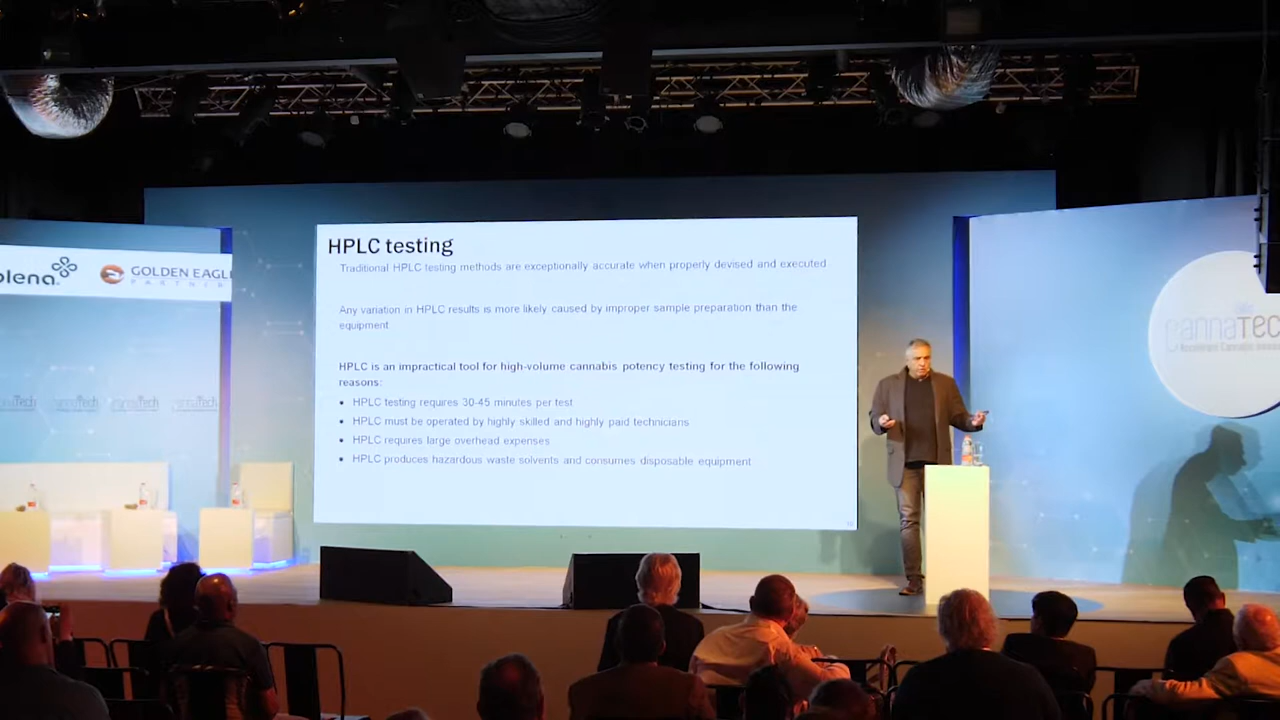 HPLC testing
Traditional HPLC testing methods are exceptionally accurate when properly devised and executed
Any variation in HPLC results is more likely caused by improper sample preparation than the
equipment
HPLC is an impractical tool for high-volume cannabis potency testing for the following
reasons:
• HPLC testing requires 30-45 minutes per test
• HPLC must be operated by highly skilled and highly paid technicians
• HPLC requires large overhead expenses
• HPLC produces hazardous waste solvents and consumes disposable equipment
olena
GOLDEN EAGL
PARTNER
cannaTEC